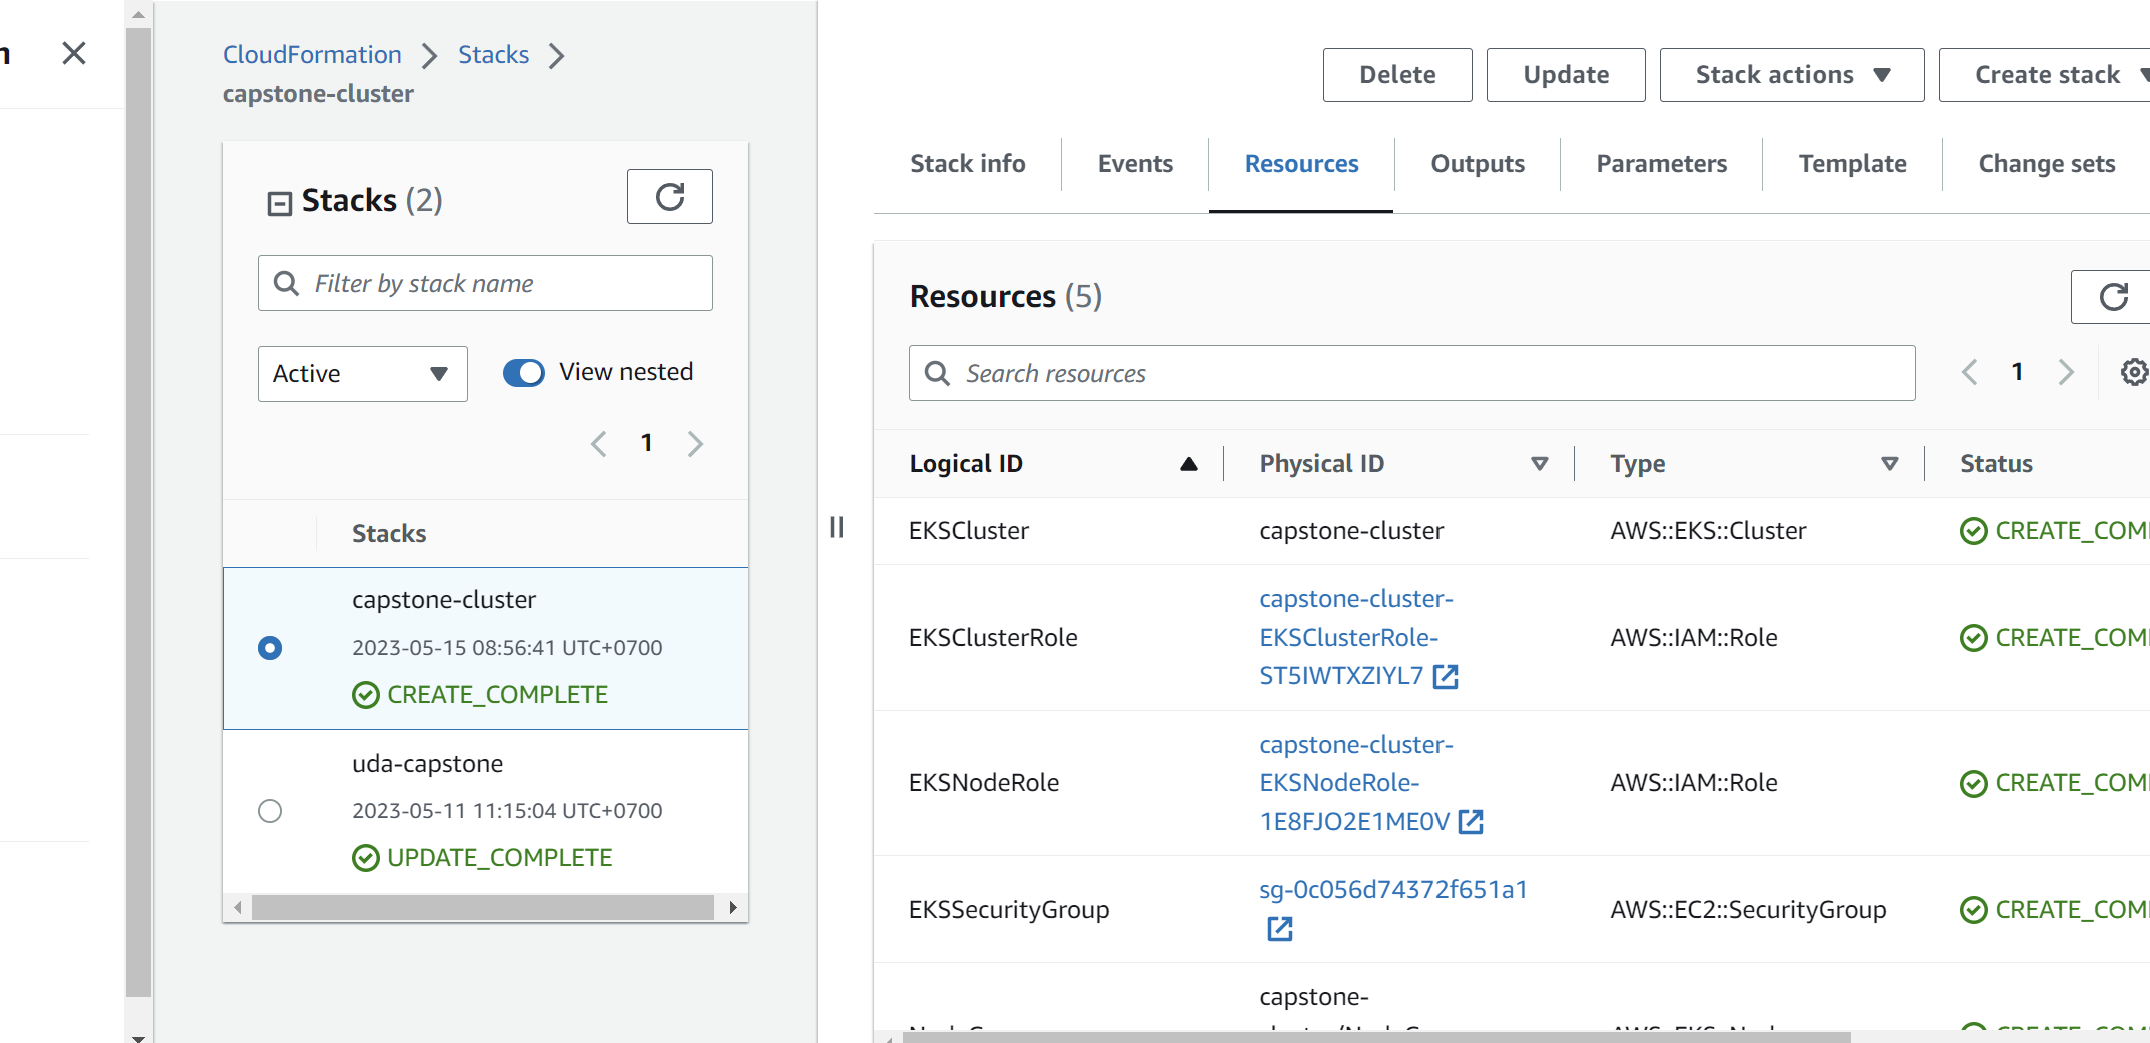 CloudFormation
Stacks
capstone-cluster
Stacks (2)
Filter by stack name
Active
View nested
1
Stacks
capstone-cluster
2023-05-15 08:56:41 UTC+0700
CREATE_COMPLETE
uda-capstone
2023-05-11 11:15:04 UTC+0700
UPDATE_COMPLETE
Delete
Update
Stack actions
Create stack
Stack info
Events
Resources
Outputs
Parameters
Template
Change sets
Resources (5)
Search resources
1
Logical ID
Physical ID
Type
Status
EKSCluster
capstone-cluster
AWS::EKS::Cluster
CREATE_COM
EKSClusterRole
capstone-cluster-
EKSClusterRole-
ST5IWTXZIYL7
AWS::IAM::Role
CREATE_COM
EKSNodeRole
capstone-cluster-
EKSNodeRole-
1E8FJO2E1ME0V
AWS::IAM::Role
CREATE_COM
EKSSecurityGroup
sg-0c056d74372f651a1
AWS::EC2::SecurityGroup
CREATE_COM
capstone-